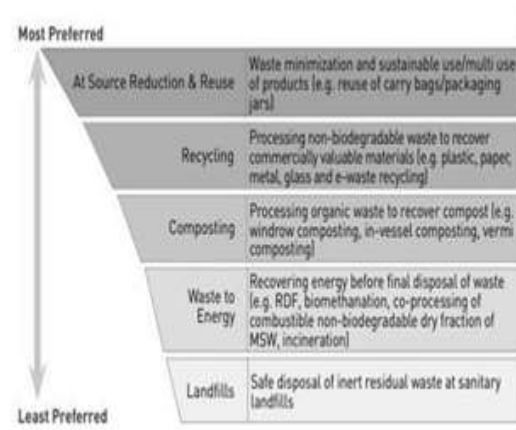 Most Preferred
At Source Reduction & Reuse
Waste minimization and sustainable use/multi use
of products (e.g. reuse of carry bags/packaging
jars)
Recycling
Processing non-biodegradable waste to recover
commercially valuable materials (e.g. plastic, paper,
metal, glass and e-waste recycling)
Composting
Processing organic waste to recover compost (e.g.
windrow composting, in-vessel composting, vermi
composting)
Waste to
Energy
Recovering energy before final disposal of waste
(e.g. RDF, biomethanation, co-processing of
combustible non-biodegradable dry fraction of
MSW, incineration)
Landfills
Safe disposal of inert residual waste at sanitary
landfills
Least Preferred